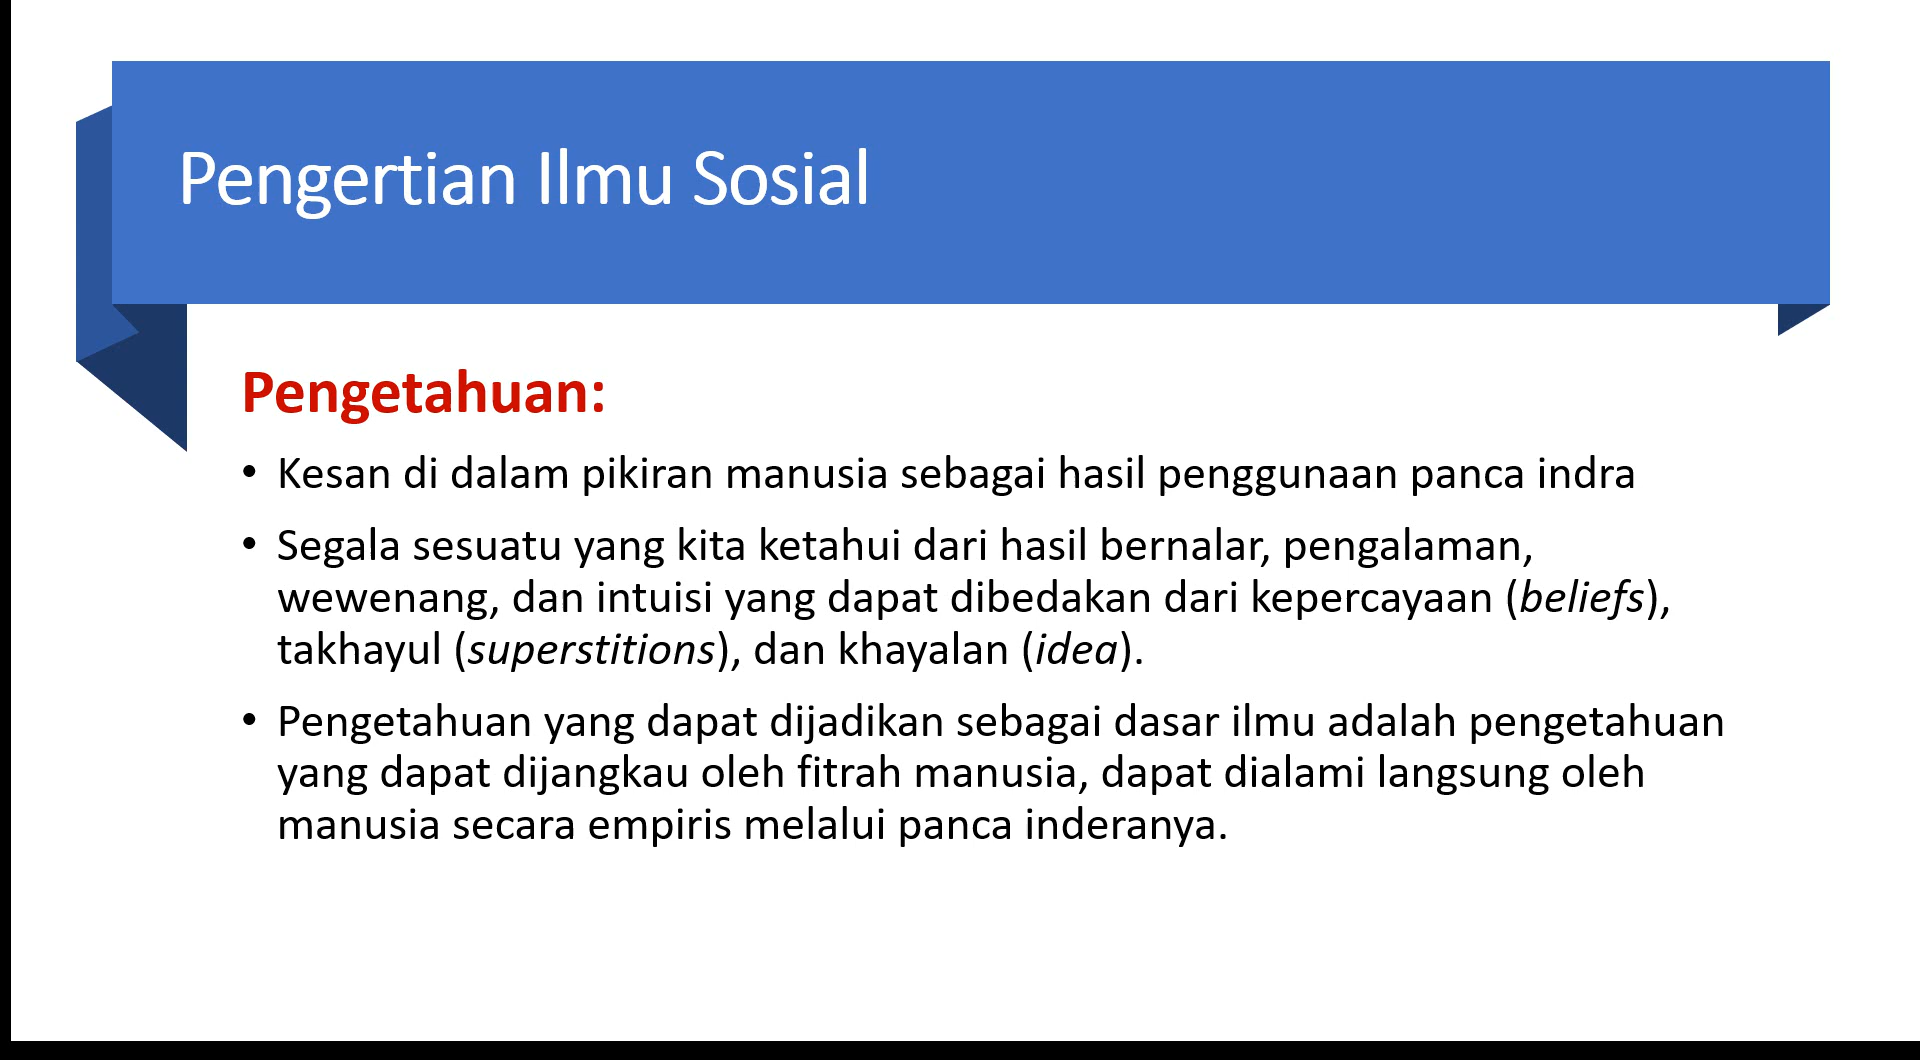 Pengertian Ilmu Sosial
Pengetahuan:
• Kesan di dalam pikiran manusia sebagai hasil penggunaan panca indra
• Segala sesuatu yang kita ketahui dari hasil bernalar, pengalaman,
wewenang, dan intuisi yang dapat dibedakan dari kepercayaan (beliefs),
takhayul (superstitions), dan khayalan (idea).
• Pengetahuan yang dapat dijadikan sebagai dasar ilmu adalah pengetahuan
yang dapat dijangkau oleh fitrah manusia, dapat dialami langsung oleh
manusia secara empiris melalui panca inderanya.